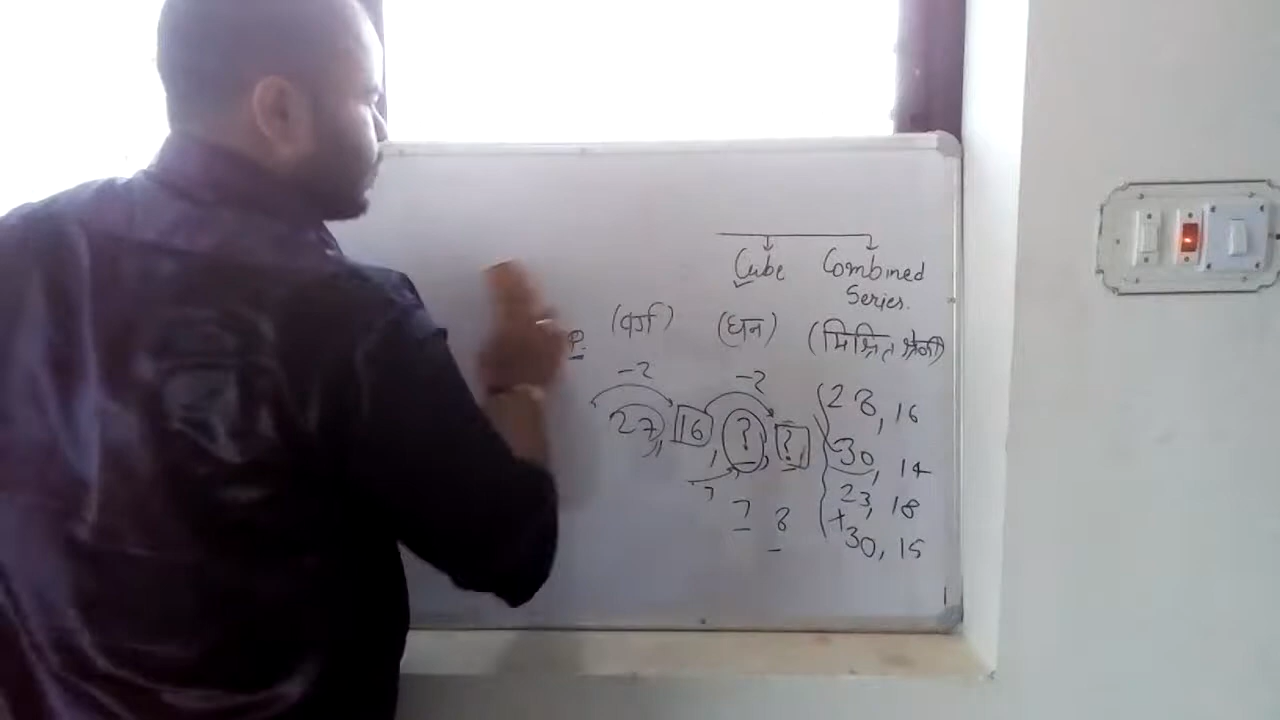 Cube Combined
Series.
P. (वर्ग) (घन) (मिश्रित श्रेणी)
-2 -2
27, 16, ?, ?
28, 16
30, 14
23, 18
30, 15
7 8